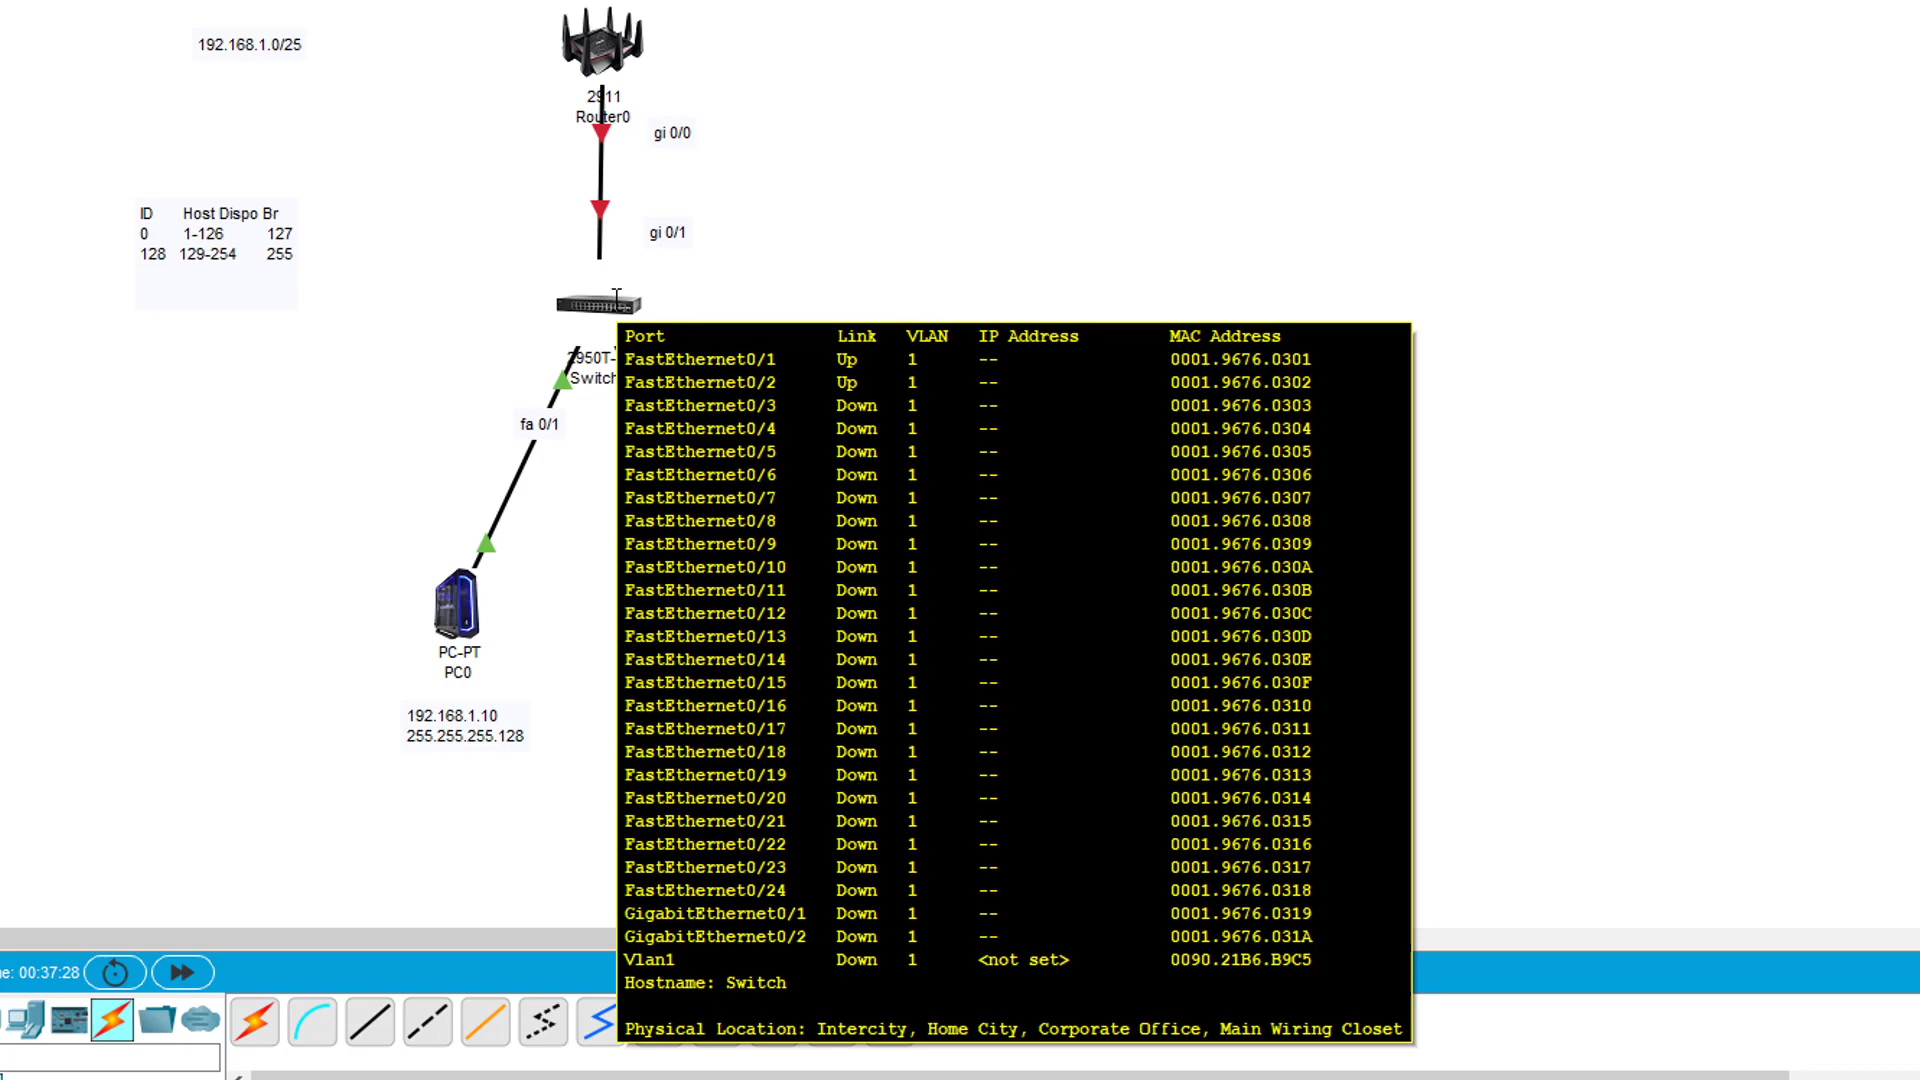 192.168.1.0/25
2911
Router0
gi 0/0
ID Host Dispo Br
0 1-126 127
128 129-254 255
gi 0/1
2950T-
Switch
fa 0/1
PC-PT
PC0
192.168.1.10
255.255.255.128
Port Link VLAN IP Address MAC Address
FastEthernet0/1 Up 1 -- 0001.9676.0301
FastEthernet0/2 Up 1 -- 0001.9676.0302
FastEthernet0/3 Down 1 -- 0001.9676.0303
FastEthernet0/4 Down 1 -- 0001.9676.0304
FastEthernet0/5 Down 1 -- 0001.9676.0305
FastEthernet0/6 Down 1 -- 0001.9676.0306
FastEthernet0/7 Down 1 -- 0001.9676.0307
FastEthernet0/8 Down 1 -- 0001.9676.0308
FastEthernet0/9 Down 1 -- 0001.9676.0309
FastEthernet0/10 Down 1 -- 0001.9676.030A
FastEthernet0/11 Down 1 -- 0001.9676.030B
FastEthernet0/12 Down 1 -- 0001.9676.030C
FastEthernet0/13 Down 1 -- 0001.9676.030D
FastEthernet0/14 Down 1 -- 0001.9676.030E
FastEthernet0/15 Down 1 -- 0001.9676.030F
FastEthernet0/16 Down 1 -- 0001.9676.0310
FastEthernet0/17 Down 1 -- 0001.9676.0311
FastEthernet0/18 Down 1 -- 0001.9676.0312
FastEthernet0/19 Down 1 -- 0001.9676.0313
FastEthernet0/20 Down 1 -- 0001.9676.0314
FastEthernet0/21 Down 1 -- 0001.9676.0315
FastEthernet0/22 Down 1 -- 0001.9676.0316
FastEthernet0/23 Down 1 -- 0001.9676.0317
FastEthernet0/24 Down 1 -- 0001.9676.0318
GigabitEthernet0/1 Down 1 -- 0001.9676.0319
GigabitEthernet0/2 Down 1 -- 0001.9676.031A
Vlan1 Down 1 <not set> 0090.21B6.B9C5
Hostname: Switch
Physical Location: Intercity, Home City, Corporate Office, Main Wiring Closet
e: 00:37:28